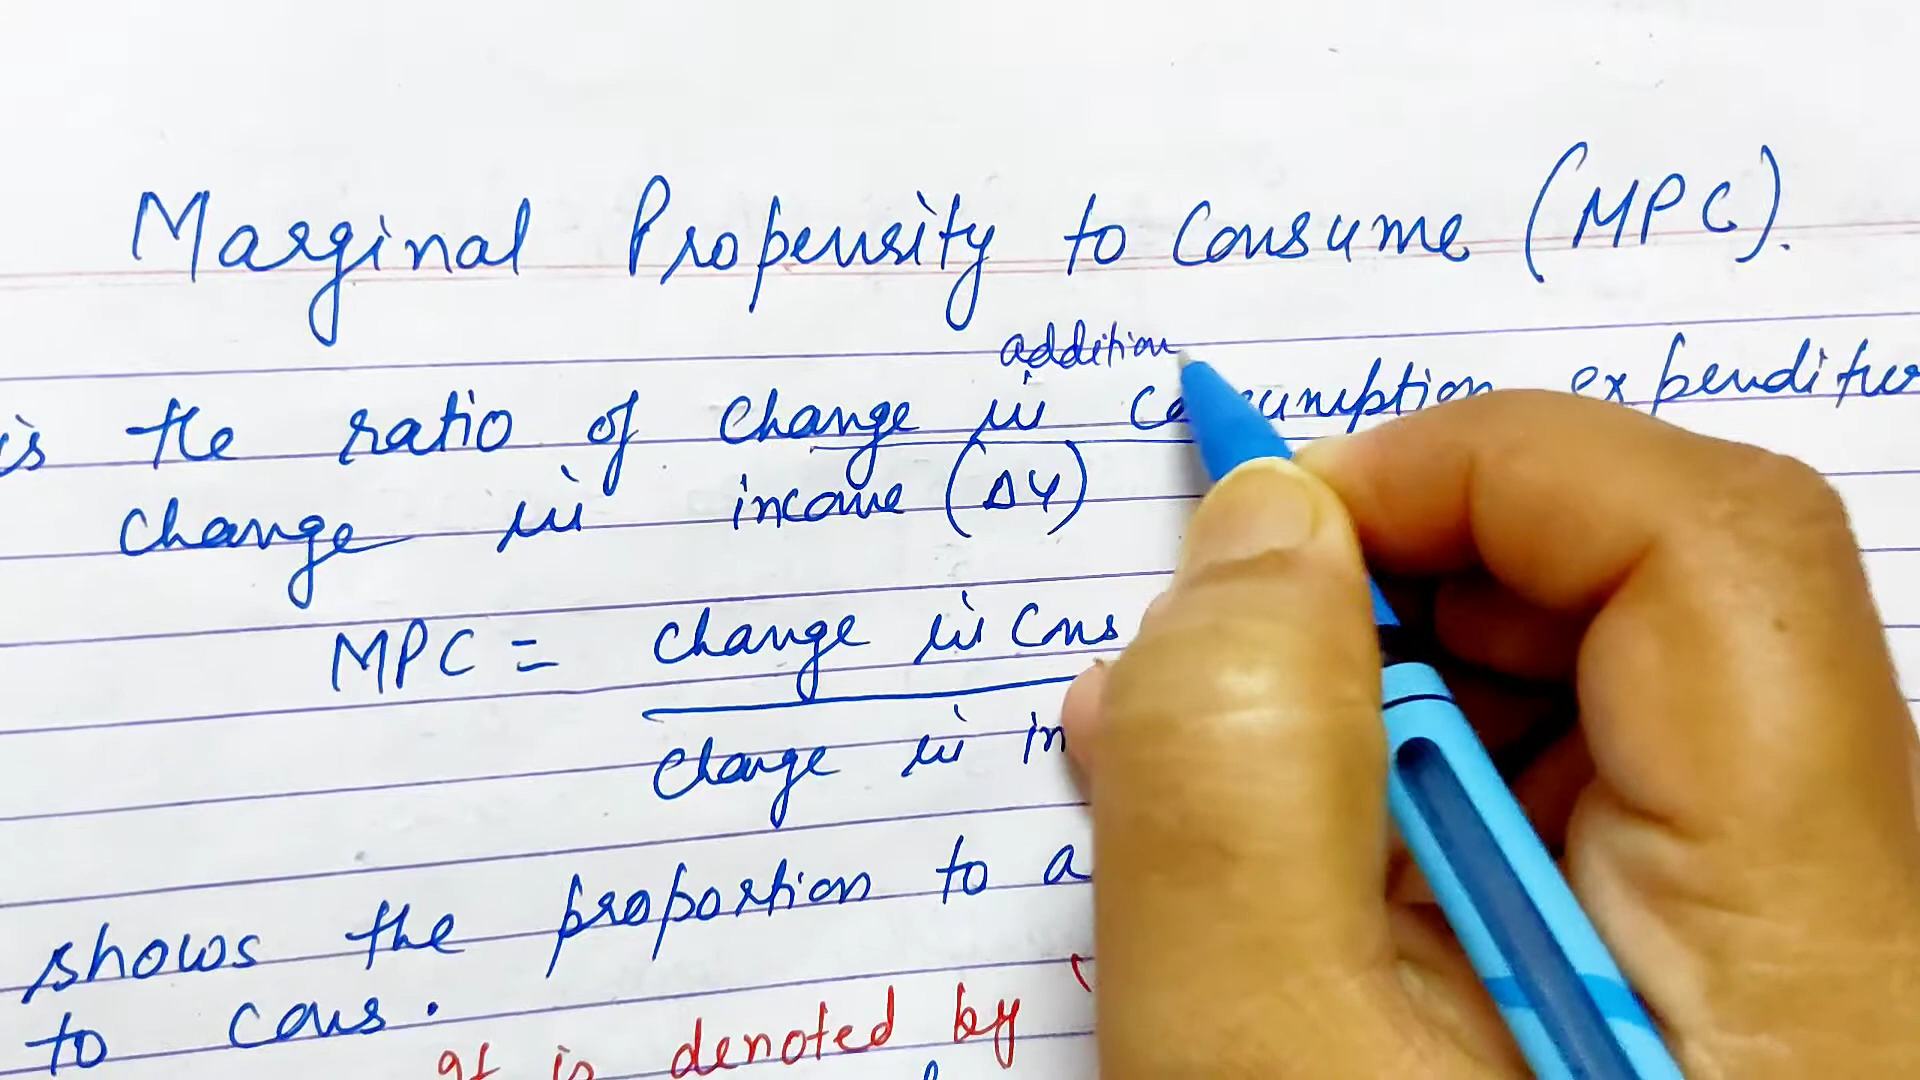 Marginal Propensity to Consume (MPC).
addition
is the ratio of change in consumption
change in income (ΔY)
MPC = change in Cons
change in in
shows the proportion to a
to cons.
It is denoted by "